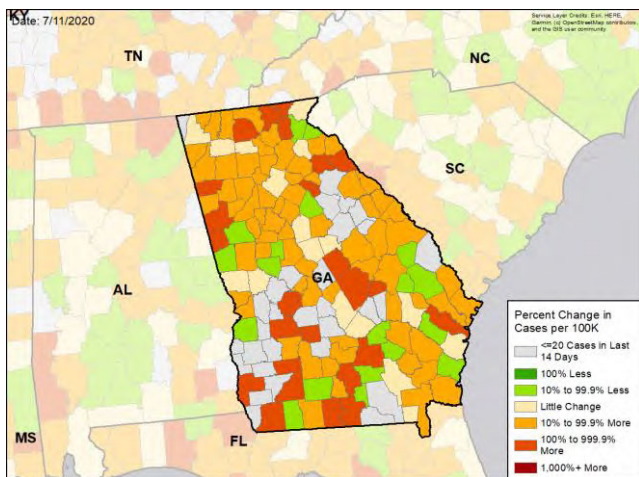 KY
Date: 7/11/2020
Service Layer Credits: Esri, HERE,
Garmin, (c) OpenStreetMap contributors,
and the GIS user community
TN
NC
SC
AL
GA
MS
FL
Percent Change in
Cases per 100K
<=20 Cases in Last
14 Days
100% Less
10% to 99.9% Less
Little Change
10% to 99.9% More
100% to 999.9%
More
1,000%+ More